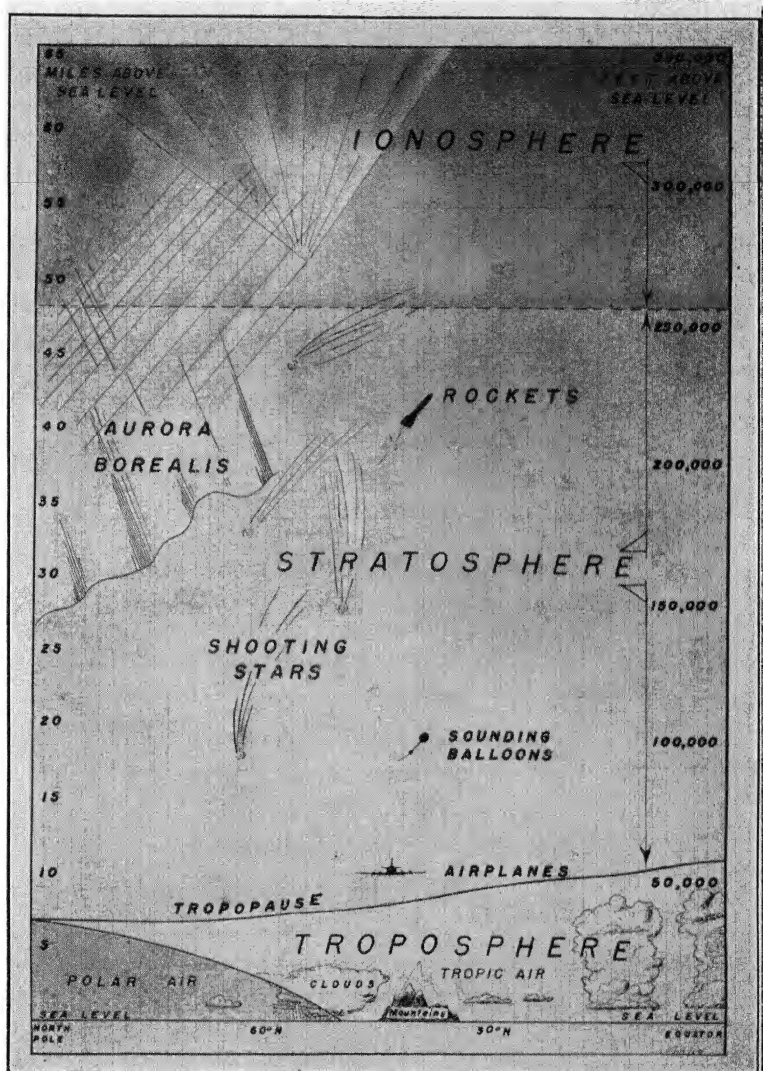 65
MILES ABOVE
SEA LEVEL
FEET ABOVE
SEA LEVEL
60
IONOSPHERE
55
300,000
50
250,000
45
ROCKETS
40
AURORA
BOREALIS
200,000
35
STRATOSPHERE
30
150,000
25
SHOOTING
STARS
20
SOUNDING
BALLOONS
100,000
15
10
AIRPLANES
50,000
TROPOPAUSE
5
TROPOSPHERE
POLAR AIR
CLOUDS
TROPIC AIR
Mountains
SEA LEVEL
SEA LEVEL
NORTH
POLE
60°N
30°N
EQUATOR